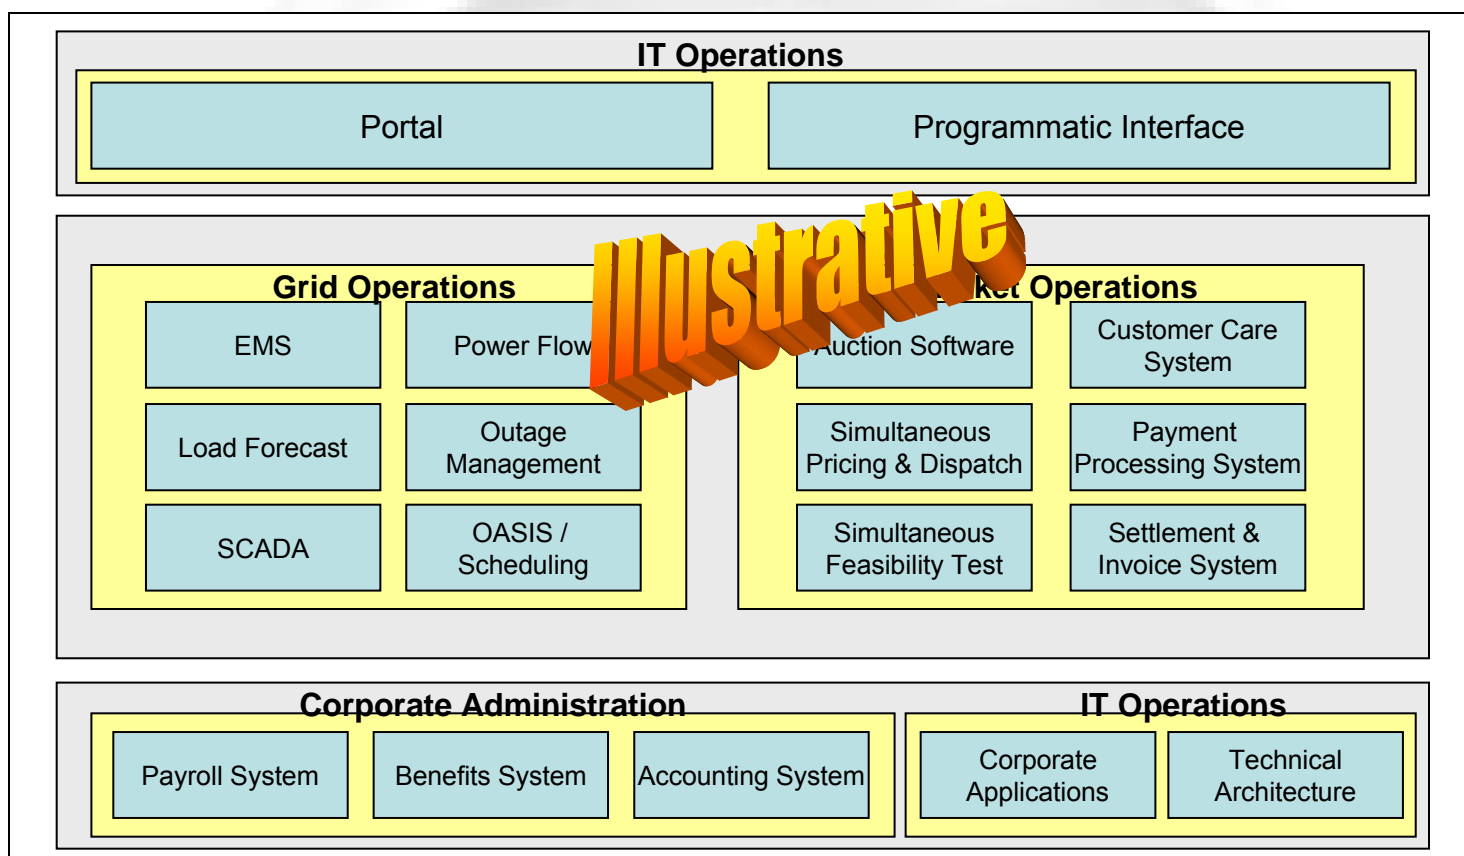 IT Operations
Portal
Programmatic Interface
Illustrative
Grid Operations
EMS
Power Flow
Load Forecast
Outage
Management
SCADA
OASIS /
Scheduling
Operations
Auction Software
Customer Care
System
Simultaneous
Pricing & Dispatch
Payment
Processing System
Simultaneous
Feasibility Test
Settlement &
Invoice System
Corporate Administration
Payroll System
Benefits System
Accounting System
IT Operations
Corporate
Applications
Technical
Architecture